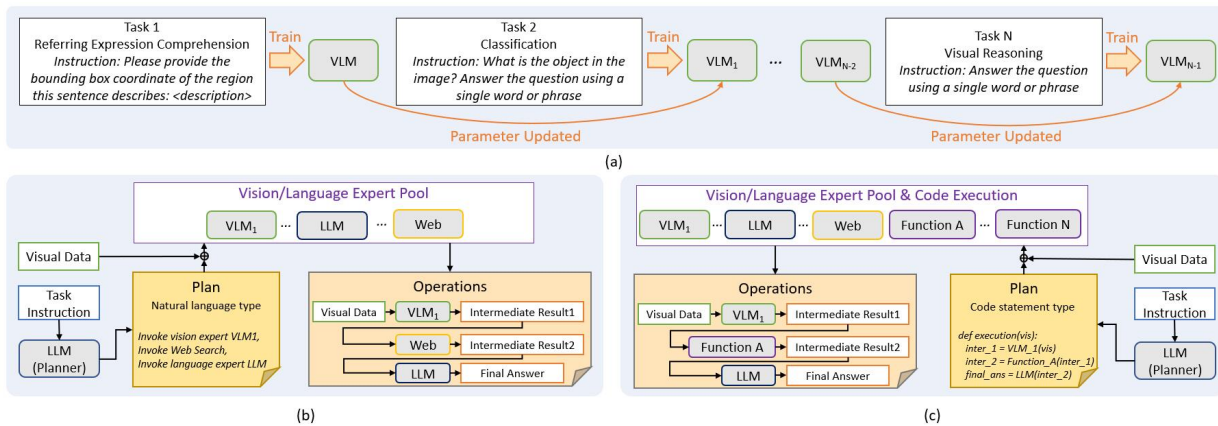 Task 1
Referring Expression Comprehension
Instruction: Please provide the
bounding box coordinate of the region
this sentence describes: <description>
Train
VLM
Task 2
Classification
Instruction: What is the object in the
image? Answer the question using a
single word or phrase
Train
VLM1
...
VLMN-2
Task N
Visual Reasoning
Instruction: Answer the question
using a single word or phrase
Train
VLMN-1
Parameter Updated
Parameter Updated
(a)
Vision/Language Expert Pool
VLM1 ... LLM ... Web
Visual Data
Task
Instruction
LLM
(Planner)
Plan
Natural language type
Invoke vision expert VLM1,
Invoke Web Search,
Invoke language expert LLM
Operations
Visual Data VLM1 Intermediate Result1
Web Intermediate Result2
LLM Final Answer
(b)
Vision/Language Expert Pool & Code Execution
VLM1 ... LLM ... Web Function A ... Function N
Operations
Visual Data VLM1 Intermediate Result1
Function A Intermediate Result2
LLM Final Answer
Plan
Code statement type
def execution(vis):
inter_1 = VLM_1(vis)
inter_2 = Function_A(inter_1)
final_ans = LLM(inter_2)
Visual Data
Task
Instruction
LLM
(Planner)
(c)